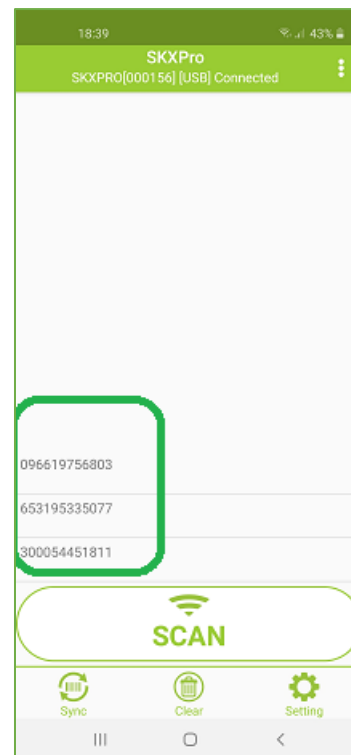 18:39
43%
SKXPro
SKXPRO[000156] [USB] Connected
096619756803
653195335077
300054451811
SCAN
Sync
Clear
Setting